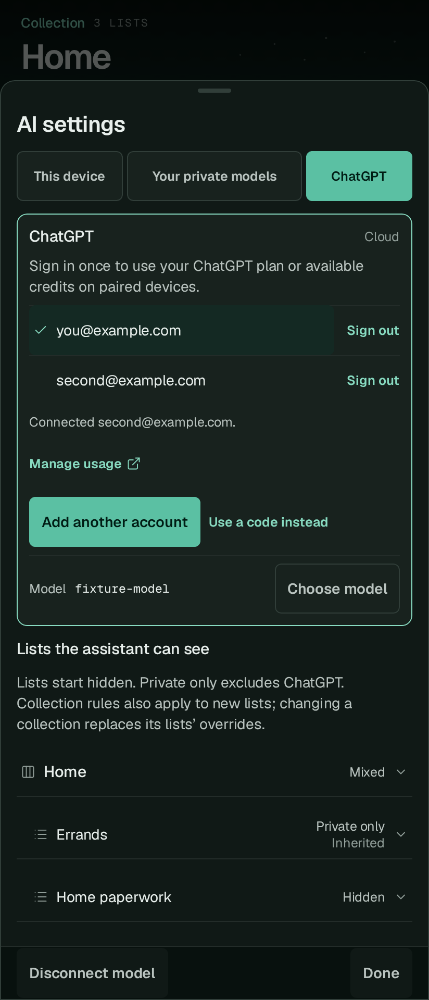 Collection 3 LISTS
Home
AI settings
This device
Your private models
ChatGPT
ChatGPT
Cloud
Sign in once to use your ChatGPT plan or available
credits on paired devices.
you@example.com
Sign out
second@example.com
Sign out
Connected second@example.com.
Manage usage
Add another account
Use a code instead
Model fixture-model
Choose model
Lists the assistant can see
Lists start hidden. Private only excludes ChatGPT.
Collection rules also apply to new lists; changing a
collection replaces its lists’ overrides.
Home
Mixed
Errands
Private only
Inherited
Home paperwork
Hidden
Disconnect model
Done